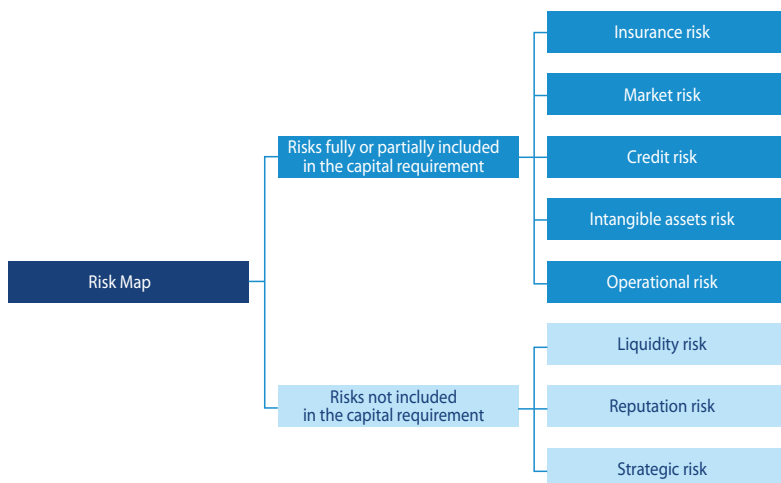 Insurance risk
Market risk
Risks fully or partially included
in the capital requirement
Credit risk
Intangible assets risk
Risk Map
Operational risk
Liquidity risk
Risks not included
in the capital requirement
Reputation risk
Strategic risk